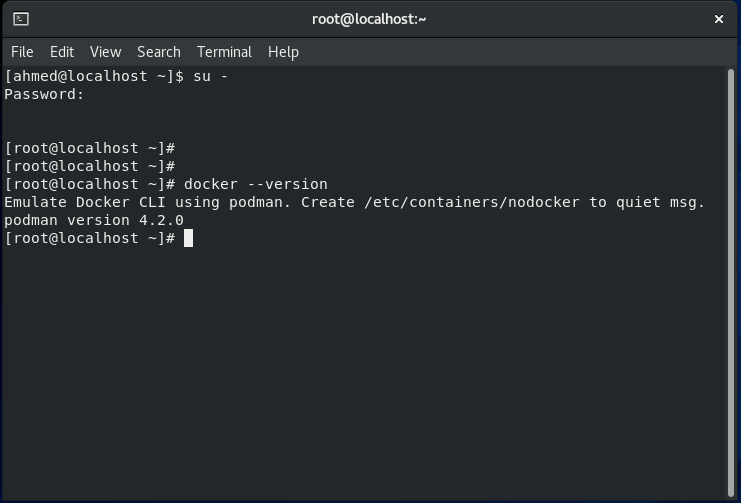 root@localhost:~
File Edit View Search Terminal Help
[ahmed@localhost ~]$ su -
Password:
[root@localhost ~]#
[root@localhost ~]#
[root@localhost ~]# docker --version
Emulate Docker CLI using podman. Create /etc/containers/nodocker to quiet msg.
podman version 4.2.0
[root@localhost ~]#